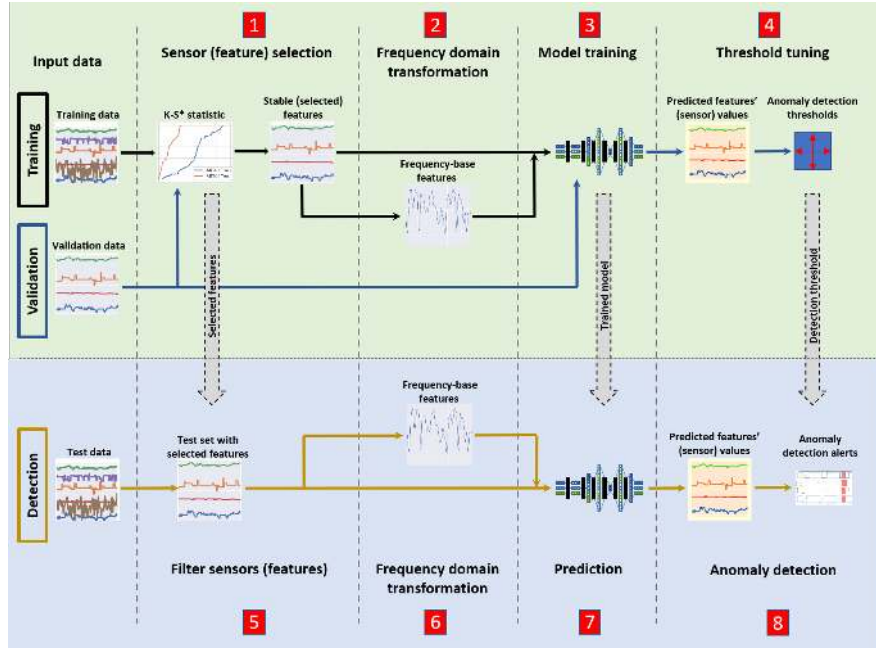 1
2
3
4
Input data
Sensor (feature) selection
Frequency domain
transformation
Model training
Threshold tuning
Training
Training data
K-S* statistic
Stable (selected)
features
Frequency-base
features
Predicted features'
(sensor) values
Anomaly detection
thresholds
Validation
Validation data
Selected features
Trained model
Detection threshold
Detection
Test data
Test set with
selected features
Frequency-base
features
Predicted features'
(sensor) values
Anomaly
detection alerts
Filter sensors (features)
Frequency domain
transformation
Prediction
Anomaly detection
5
6
7
8